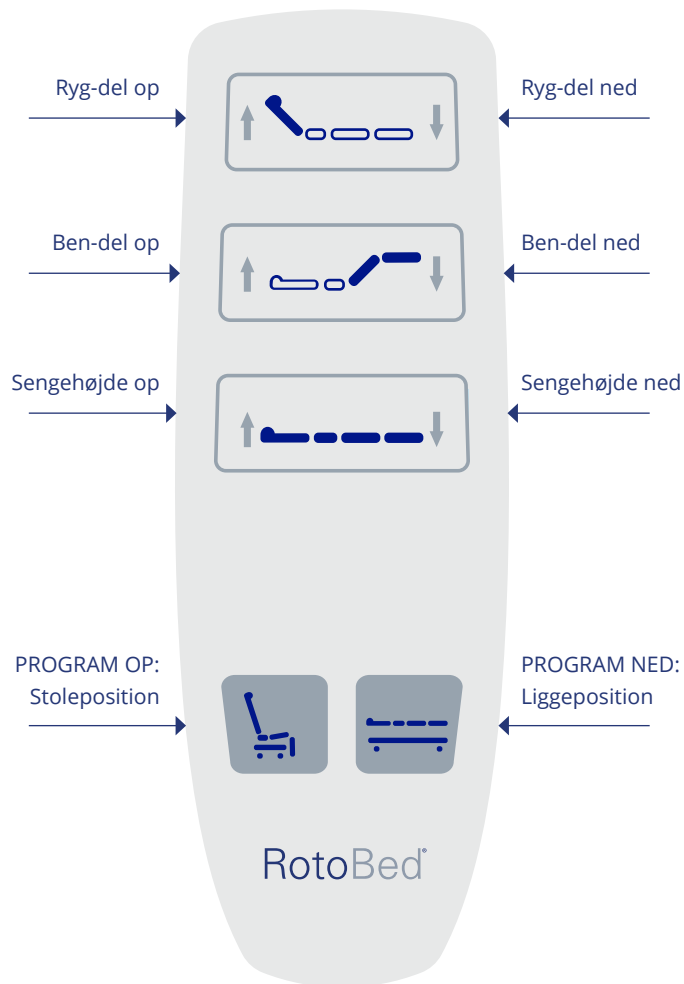 Ryg-del op
Ryg-del ned
Ben-del op
Ben-del ned
Sengehøjde op
Sengehøjde ned
PROGRAM OP:
Stoleposition
PROGRAM NED:
Liggeposition
RotoBed®